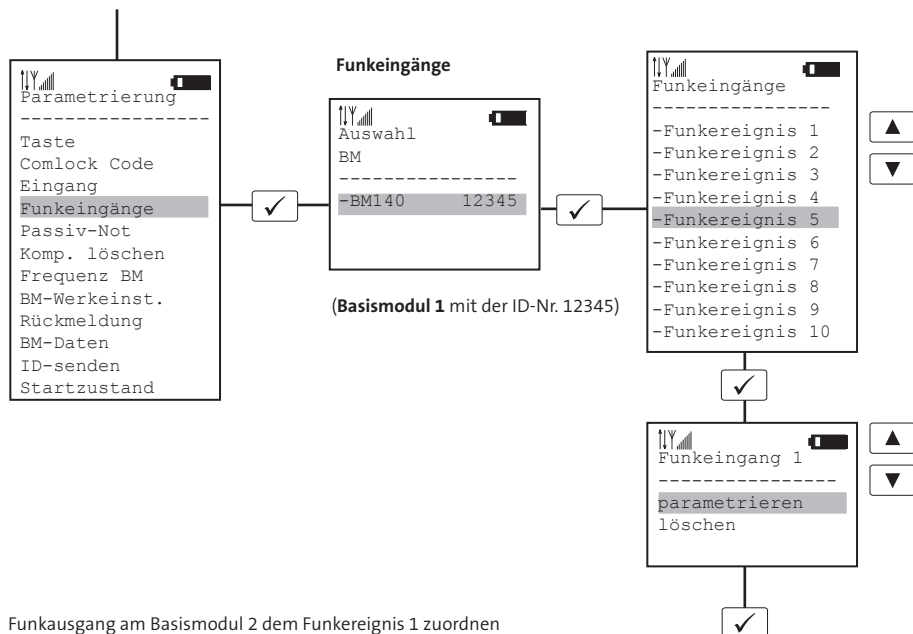 Parametrierung
------------------
Taste
Comlock Code
Eingang
Funkeingänge
Passiv-Not
Komp. löschen
Frequenz BM
BM-Werkeinst.
Rückmeldung
BM-Daten
ID-senden
Startzustand
Funkeingänge
Auswahl
BM
-----------------
-BM140 12345
(Basismodul 1 mit der ID-Nr. 12345)
Funkeingänge
----------------
-Funkereignis 1
-Funkereignis 2
-Funkereignis 3
-Funkereignis 4
-Funkereignis 5
-Funkereignis 6
-Funkereignis 7
-Funkereignis 8
-Funkereignis 9
-Funkereignis 10
Funkeingang 1
----------------
parametrieren
löschen
Funkausgang am Basismodul 2 dem Funkereignis 1 zuordnen